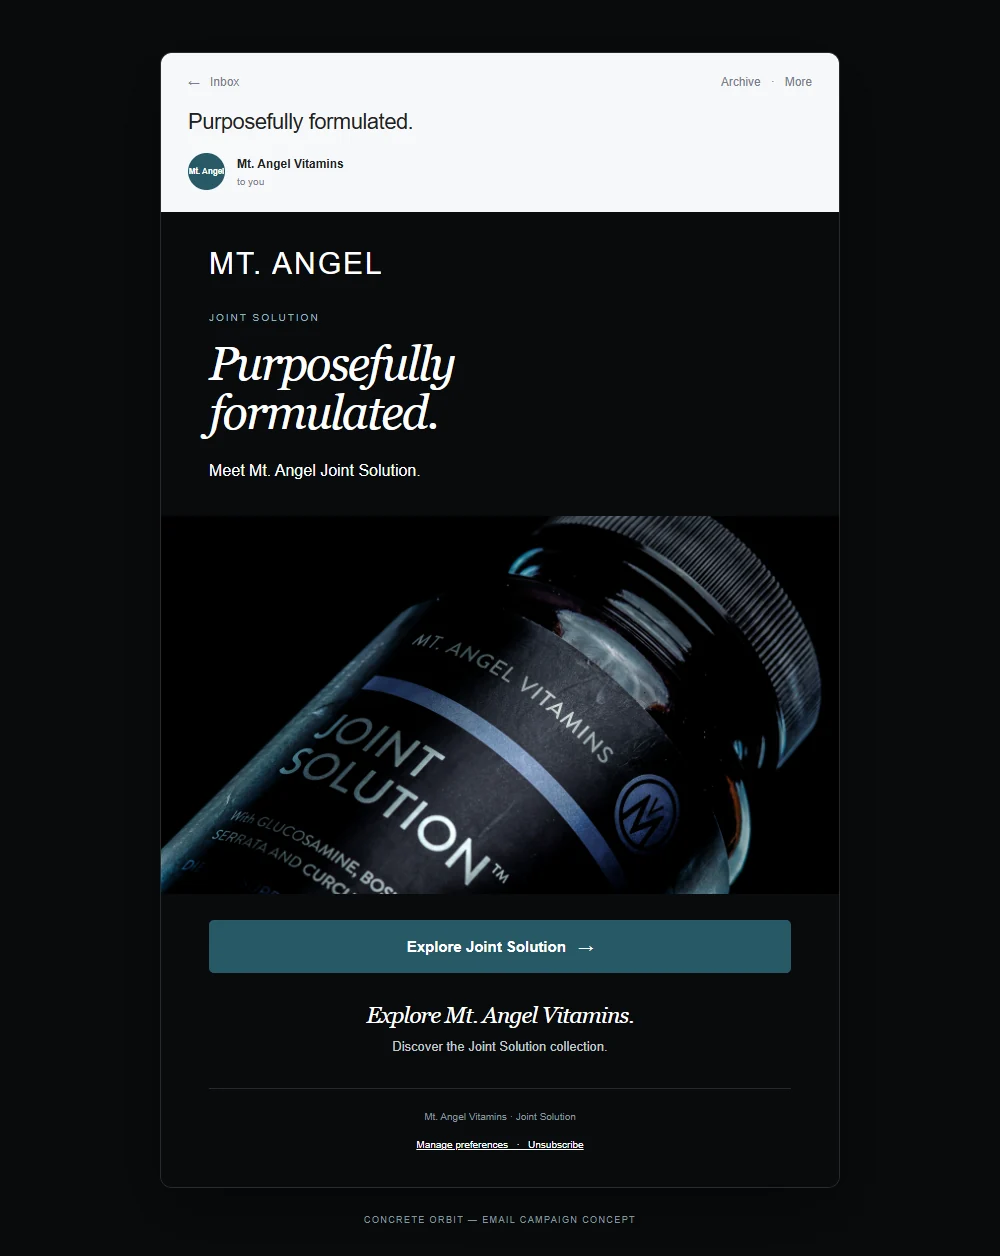 ← Inbox
Archive · More
Purposefully formulated.
Mt. Angel
Mt. Angel Vitamins
to you
MT. ANGEL
JOINT SOLUTION
Purposefully
formulated.
Meet Mt. Angel Joint Solution.
MT. ANGEL VITAMINS
JOINT
SOLUTION™
With GLUCOSAMINE,
SERRATA AND
Explore Joint Solution →
Explore Mt. Angel Vitamins.
Discover the Joint Solution collection.
Mt. Angel Vitamins · Joint Solution
Manage preferences · Unsubscribe
CONCRETE ORBIT — EMAIL CAMPAIGN CONCEPT